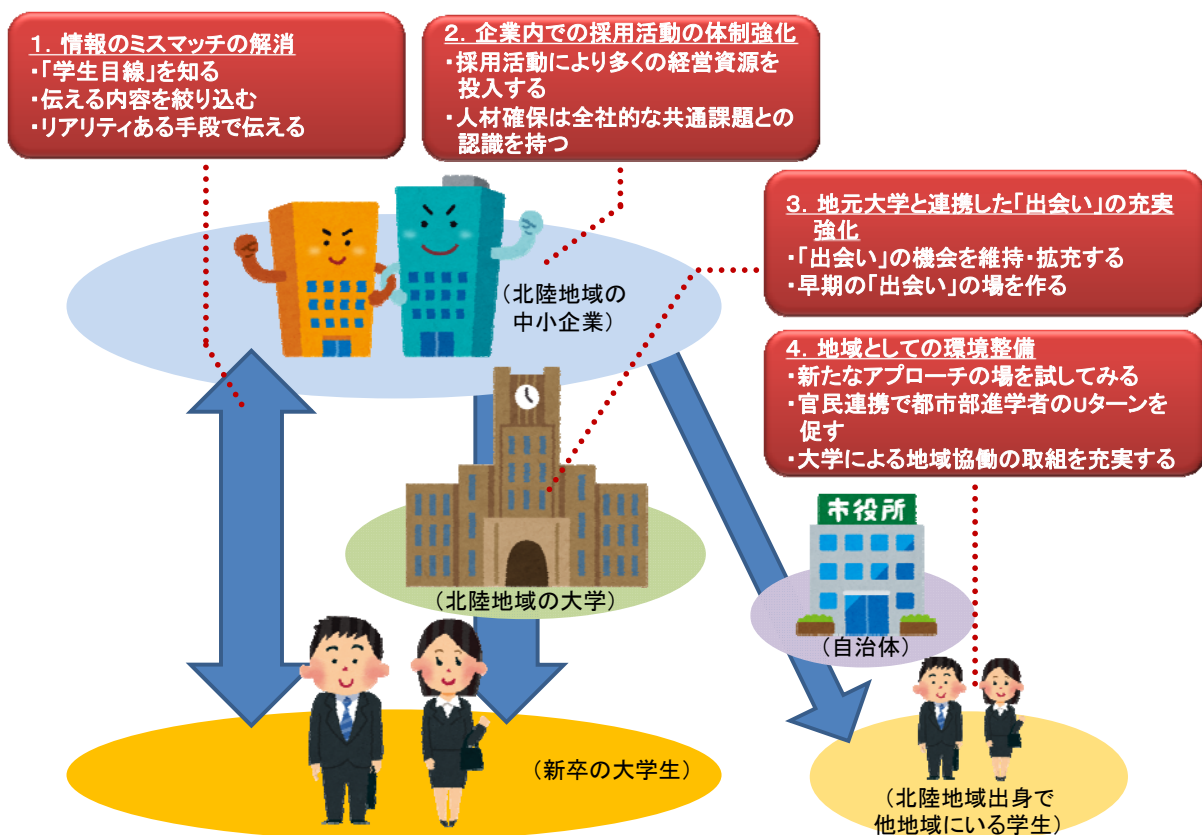 1．情報のミスマッチの解消
・「学生目線」を知る
・伝える内容を絞り込む
・リアリティある手段で伝える
2．企業内での採用活動の体制強化
・採用活動により多くの経営資源を
投入する
・人材確保は全社的な共通課題との
認識を持つ
3．地元大学と連携した「出会い」の充実
強化
・「出会い」の機会を維持・拡充する
・早期の「出会い」の場を作る
4．地域としての環境整備
・新たなアプローチの場を試してみる
・官民連携で都市部進学者のUターンを
促す
・大学による地域協働の取組を充実する
（北陸地域の
中小企業）
（北陸地域の大学）
市役所
（自治体）
（新卒の大学生）
（北陸地域出身で
他地域にいる学生）